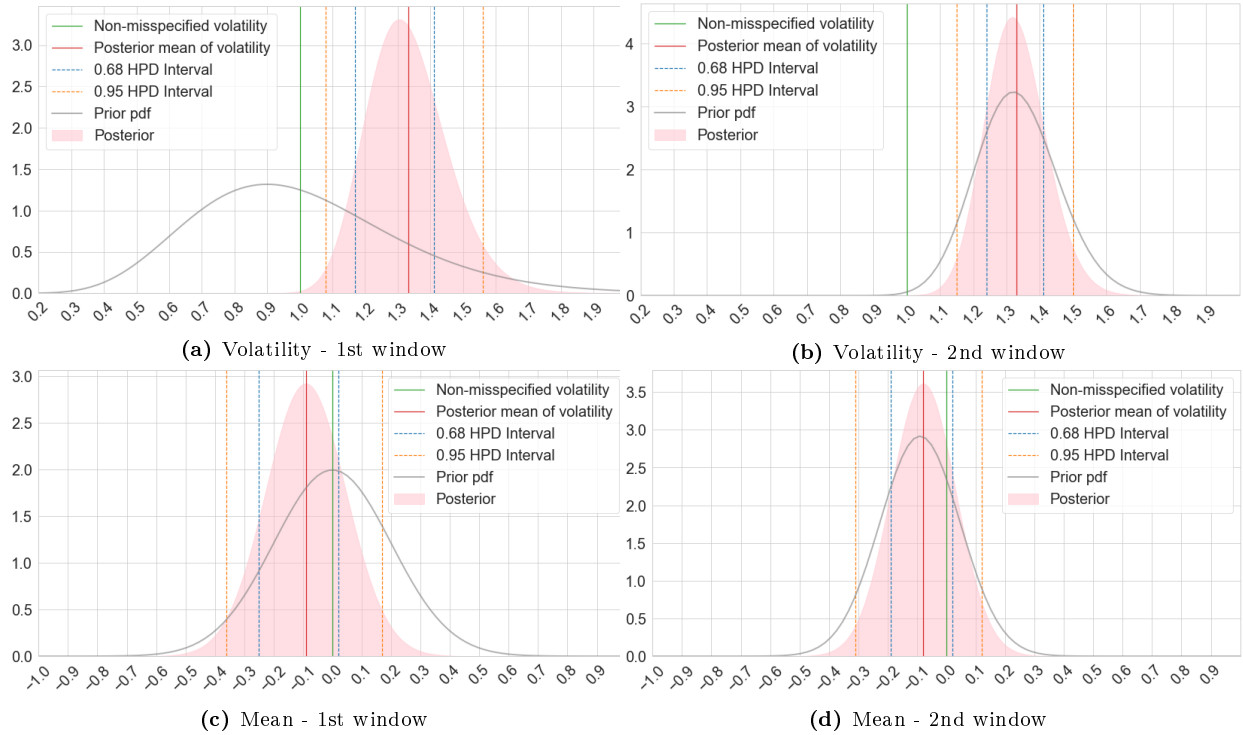 Non-misspecified volatility
Posterior mean of volatility
0.68 HPD Interval
0.95 HPD Interval
Prior pdf
Posterior
3.0
2.5
2.0
1.5
1.0
0.5
0.0
0.2 0.3 0.4 0.5 0.6 0.7 0.8 0.9 1.0 1.1 1.2 1.3 1.4 1.5 1.6 1.7 1.8 1.9
(a) Volatility - 1st window
Non-misspecified volatility
Posterior mean of volatility
0.68 HPD Interval
0.95 HPD Interval
Prior pdf
Posterior
4
3
2
1
0
0.2 0.3 0.4 0.5 0.6 0.7 0.8 0.9 1.0 1.1 1.2 1.3 1.4 1.5 1.6 1.7 1.8 1.9
(b) Volatility - 2nd window
Non-misspecified volatility
Posterior mean of volatility
0.68 HPD Interval
0.95 HPD Interval
Prior pdf
Posterior
3.0
2.5
2.0
1.5
1.0
0.5
0.0
−1.0 −0.9 −0.8 −0.7 −0.6 −0.5 −0.4 −0.3 −0.2 −0.1 0.0 0.1 0.2 0.3 0.4 0.5 0.6 0.7 0.8 0.9
(c) Mean - 1st window
Non-misspecified volatility
Posterior mean of volatility
0.68 HPD Interval
0.95 HPD Interval
Prior pdf
Posterior
3.5
3.0
2.5
2.0
1.5
1.0
0.5
0.0
−1.0 −0.9 −0.8 −0.7 −0.6 −0.5 −0.4 −0.3 −0.2 −0.1 0.0 0.1 0.2 0.3 0.4 0.5 0.6 0.7 0.8 0.9
(d) Mean - 2nd window